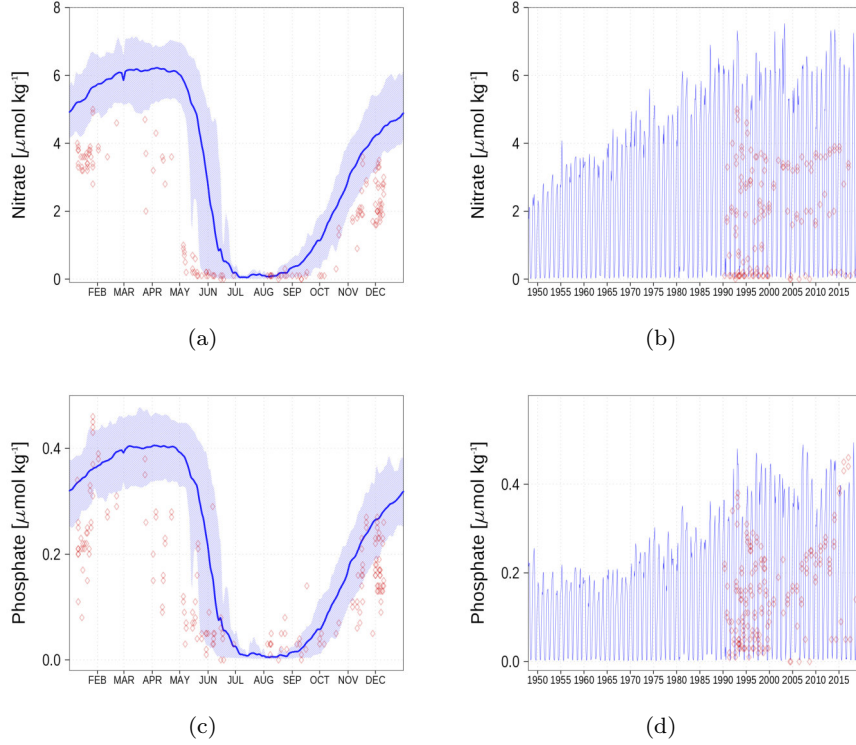 8
6
4
2
0
Nitrate [μmol kg⁻¹]
FEB MAR APR MAY JUN JUL AUG SEP OCT NOV DEC
(a)
8
6
4
2
0
Nitrate [μmol kg⁻¹]
1950 1955 1960 1965 1970 1975 1980 1985 1990 1995 2000 2005 2010 2015
(b)
0.4
0.2
0.0
Phosphate [μmol kg⁻¹]
FEB MAR APR MAY JUN JUL AUG SEP OCT NOV DEC
(c)
0.4
0.2
0.0
Phosphate [μmol kg⁻¹]
1950 1955 1960 1965 1970 1975 1980 1985 1990 1995 2000 2005 2010 2015
(d)